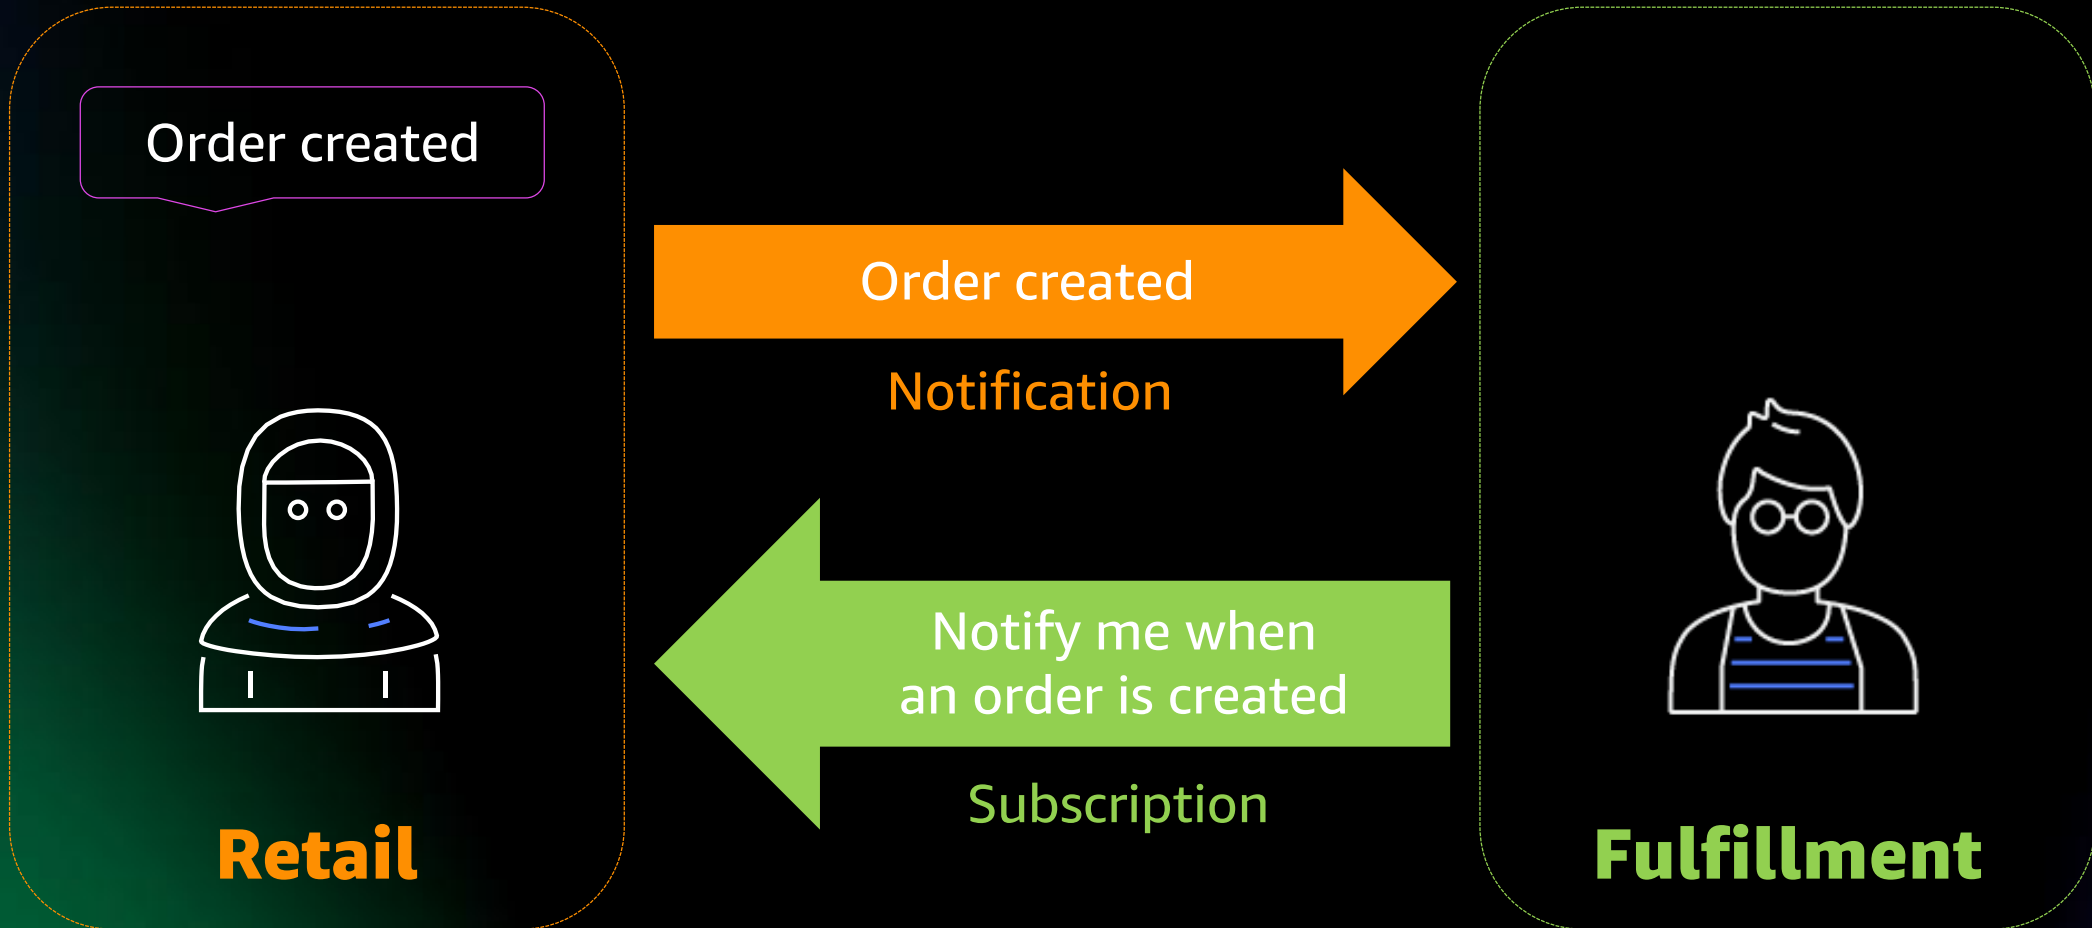 Order created
Order created
Notification
Notify me when
an order is created
Subscription
Retail
Fulfillment